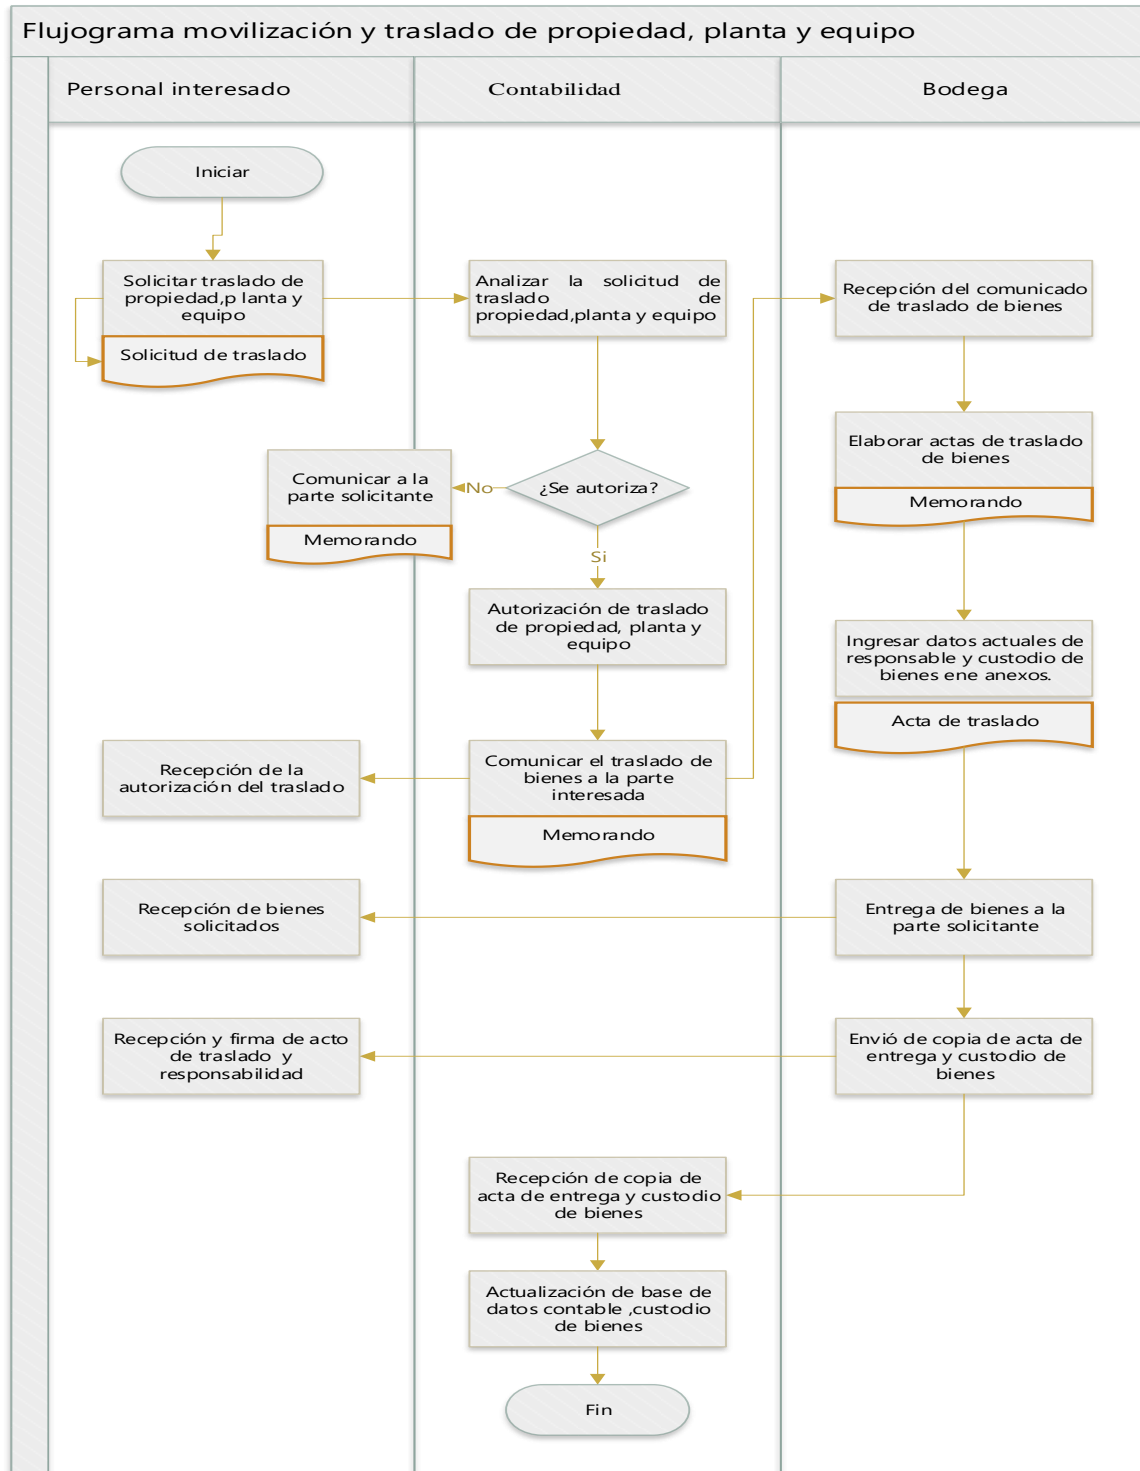 Flujograma movilización y traslado de propiedad, planta y equipo
Personal interesado
Contabilidad
Bodega
Iniciar
Solicitar traslado de
propiedad,p lanta y
equipo
Solicitud de traslado
Analizar la solicitud de
traslado de
propiedad,planta y equipo
Recepción del comunicado
de traslado de bienes
Elaborar actas de traslado
de bienes
Memorando
Comunicar a la
parte solicitante
Memorando
No
¿Se autoriza?
Si
Autorización de traslado
de propiedad, planta y
equipo
Ingresar datos actuales de
responsable y custodio de
bienes ene anexos.
Acta de traslado
Recepción de la
autorización del traslado
Comunicar el traslado de
bienes a la parte
interesada
Memorando
Recepción de bienes
solicitados
Entrega de bienes a la
parte solicitante
Recepción y firma de acto
de traslado y
responsabilidad
Envió de copia de acta de
entrega y custodio de
bienes
Recepción de copia de
acta de entrega y custodio
de bienes
Actualización de base de
datos contable ,custodio
de bienes
Fin